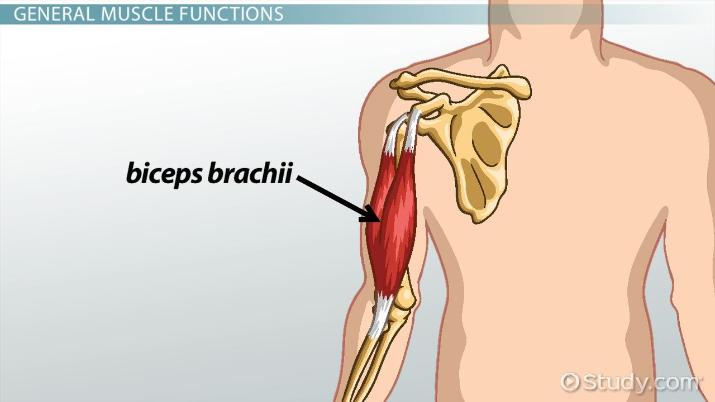 GENERAL MUSCLE FUNCTIONS
biceps brachii
Study.com